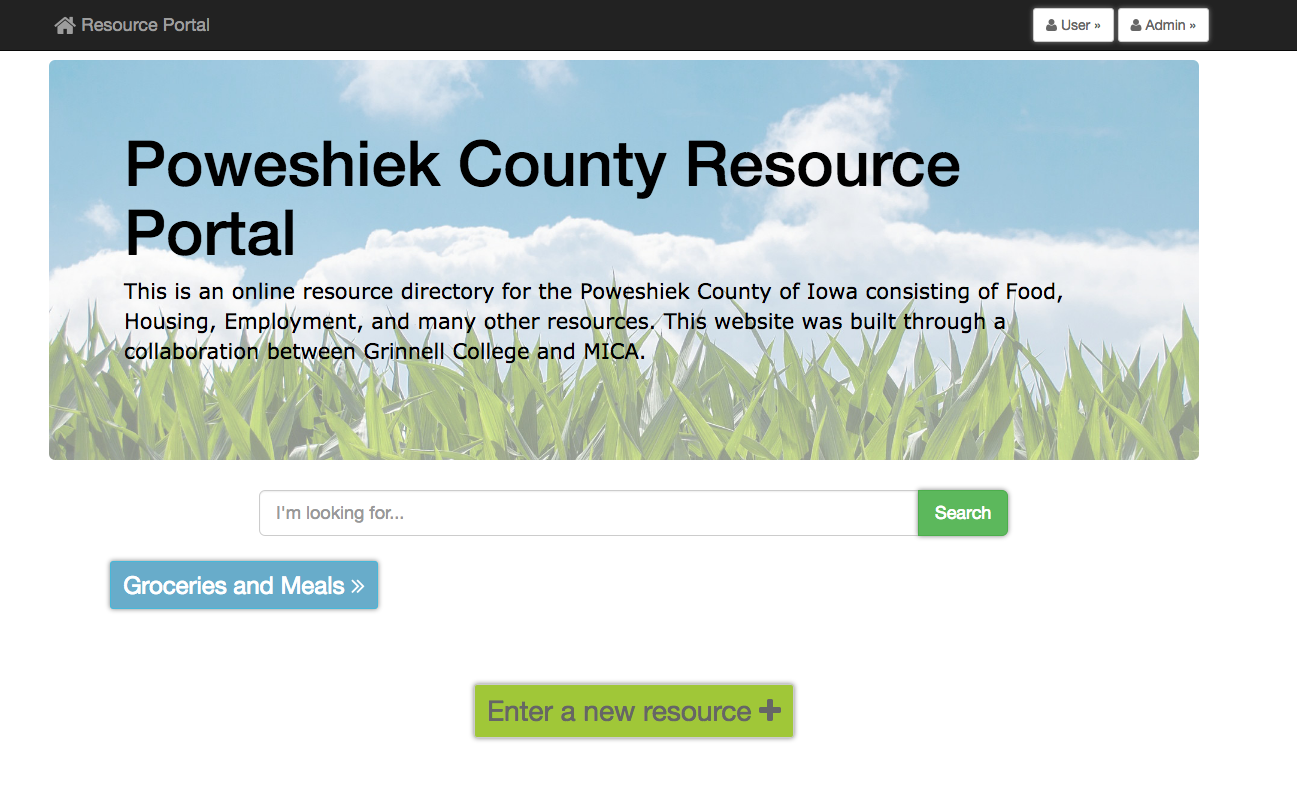 Resource Portal
User »
Admin »
Poweshiek County Resource
Portal
This is an online resource directory for the Poweshiek County of Iowa consisting of Food,
Housing, Employment, and many other resources. This website was built through a
collaboration between Grinnell College and MICA.
I'm looking for...
Search
Groceries and Meals »
Enter a new resource +